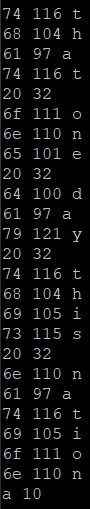 74 116 t
68 104 h
61 97 a
74 116 t
20 32
6f 111 o
6e 110 n
65 101 e
20 32
64 100 d
61 97 a
79 121 y
20 32
74 116 t
68 104 h
69 105 i
73 115 s
20 32
6e 110 n
61 97 a
74 116 t
69 105 i
6f 111 o
6e 110 n
a 10